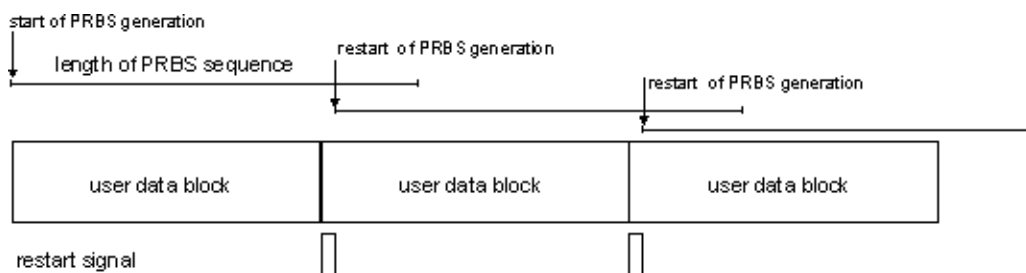 start of PRBS generation
restart of PRBS generation
length of PRBS sequence
restart of PRBS generation
user data block
user data block
user data block
restart signal